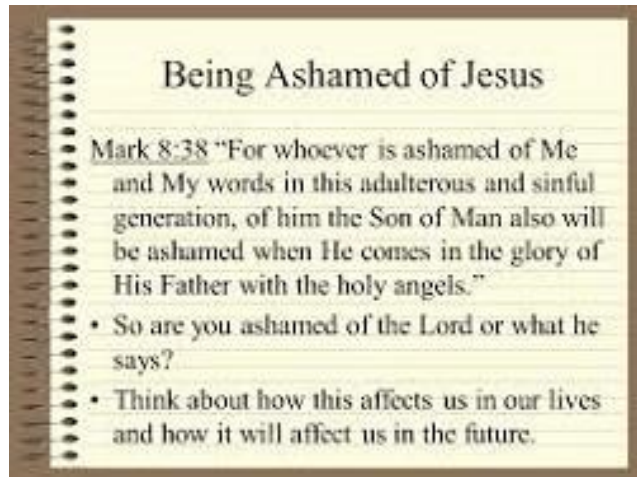 Being Ashamed of Jesus
Mark 8:38 “For whoever is ashamed of Me
and My words in this adulterous and sinful
generation, of him the Son of Man also will
be ashamed when He comes in the glory of
His Father with the holy angels.”
• So are you ashamed of the Lord or what he
says?
• Think about how this affects us in our lives
and how it will affect us in the future.